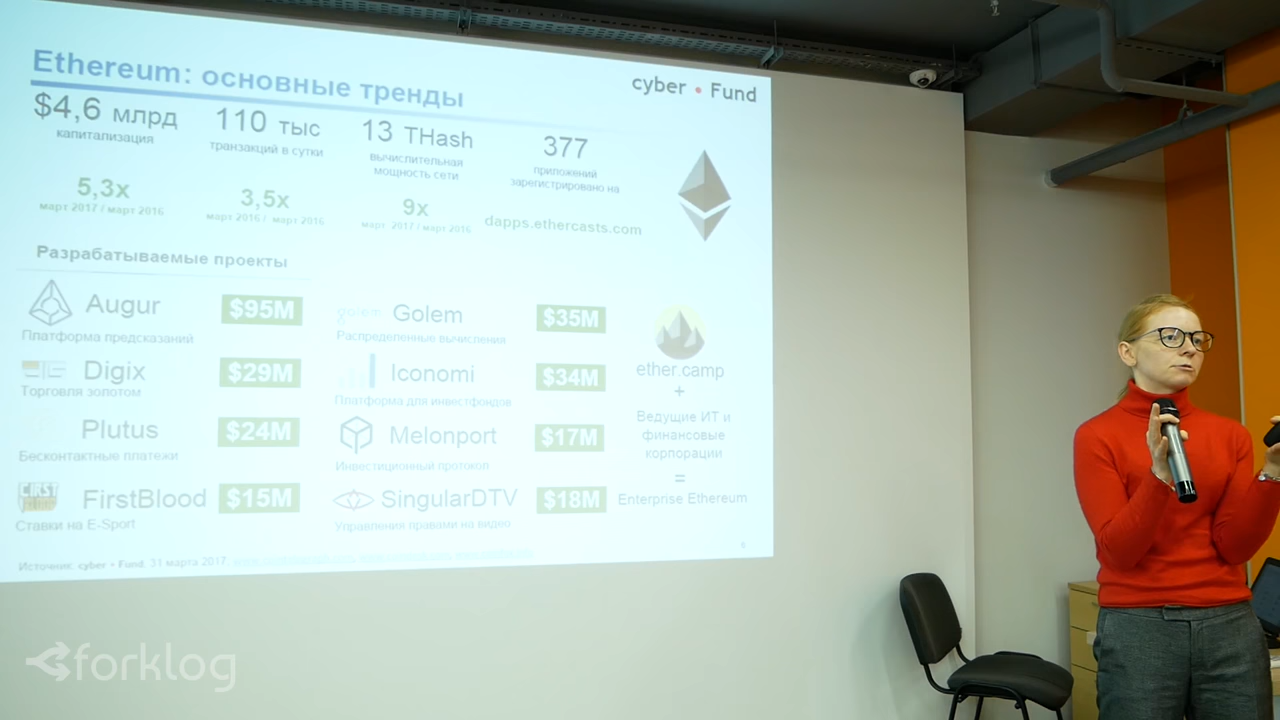 Ethereum: основные тренды
cyber • Fund
$4,6 млрд
капитализация
110 тыс
транзакций в сутки
13 THash
вычислительная
мощность сети
377
приложений
зарегистрировано на
5,3x
март 2017 / март 2016
3,5x
март 2016 / март 2016
9x
март 2017 / март 2016
dapps.ethercasts.com
Разрабатываемые проекты
Augur
$95M
Платформа предсказаний
golem
Golem
$35M
Распределенные вычисления
Digix
$29M
Торговля золотом
Iconomi
$34M
Платформа для инвестфондов
Plutus
$24M
Бесконтактные платежи
Melonport
$17M
Инвестиционный протокол
FIRST
FirstBlood
$15M
Ставки на E-Sport
SingularDTV
$18M
Управления правами на видео
ether.camp
+
Ведущие ИТ и
финансовые
корпорации
=
Enterprise Ethereum
Источник: cyber • Fund, 31 марта 2017,
forklog